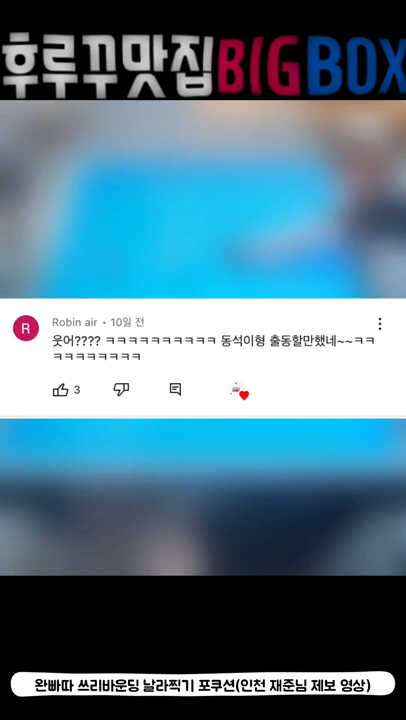 후루꾸맛집BIGBOX
R
Robin air • 10일 전
웃어???? ㅋㅋㅋㅋㅋㅋㅋㅋㅋㅋ 동석이형 출동할만했네~~ㅋㅋ
ㅋㅋㅋㅋㅋㅋㅋㅋ
3
완빠따 쓰리바운딩 날라찍기 포쿠션(인천 재준님 제보 영상)